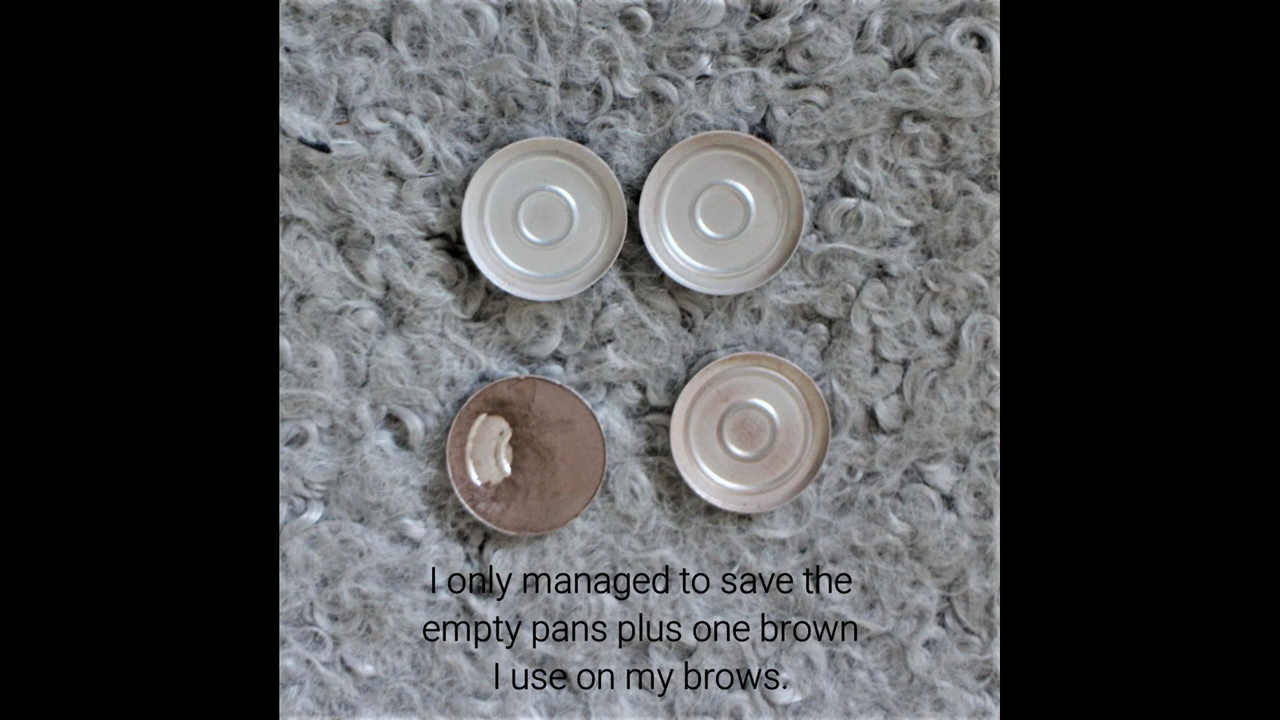 I only managed to save the
empty pans plus one brown
I use on my brows.